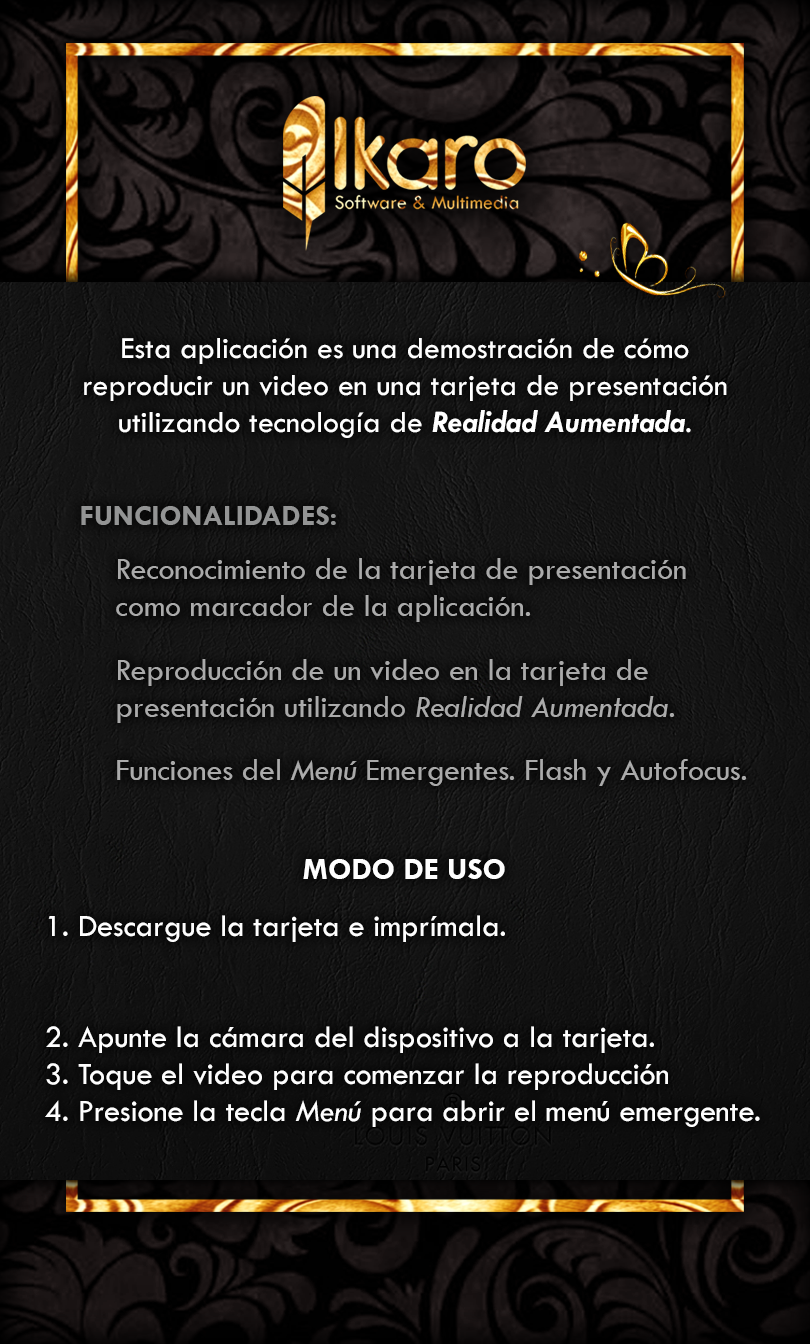 Ikaro
Software & Multimedia
Esta aplicación es una demostración de cómo
reproducir un video en una tarjeta de presentación
utilizando tecnología de Realidad Aumentada.
FUNCIONALIDADES:
Reconocimiento de la tarjeta de presentación
como marcador de la aplicación.
Reproducción de un video en la tarjeta de
presentación utilizando Realidad Aumentada.
Funciones del Menú Emergentes. Flash y Autofocus.
MODO DE USO
1. Descargue la tarjeta e imprímala.
2. Apunte la cámara del dispositivo a la tarjeta.
3. Toque el video para comenzar la reproducción
4. Presione la tecla Menú para abrir el menú emergente.
®
LOUIS VUITTON
PARIS